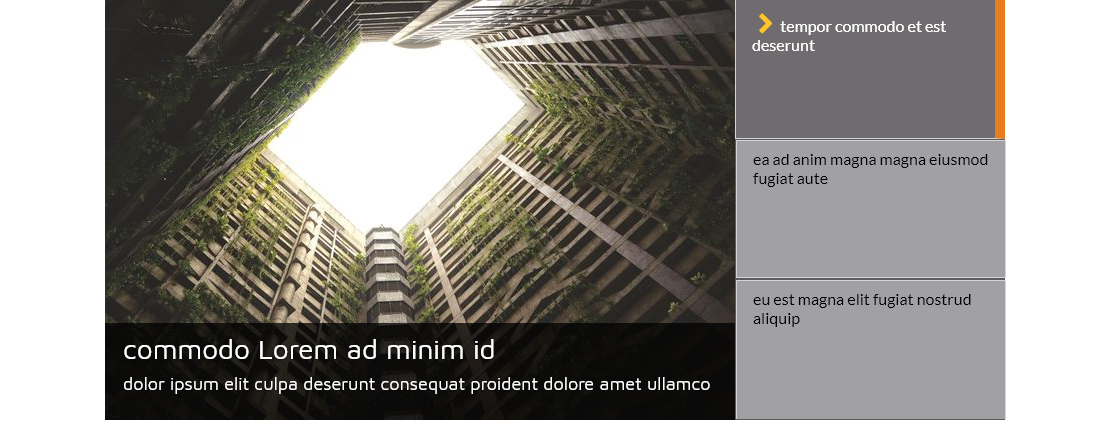 commodo Lorem ad minim id
dolor ipsum elit culpa deserunt consequat proident dolore amet ullamco
tempor commodo et est
deserunt
ea ad anim magna magna eiusmod
fugiat aute
eu est magna elit fugiat nostrud
aliquip